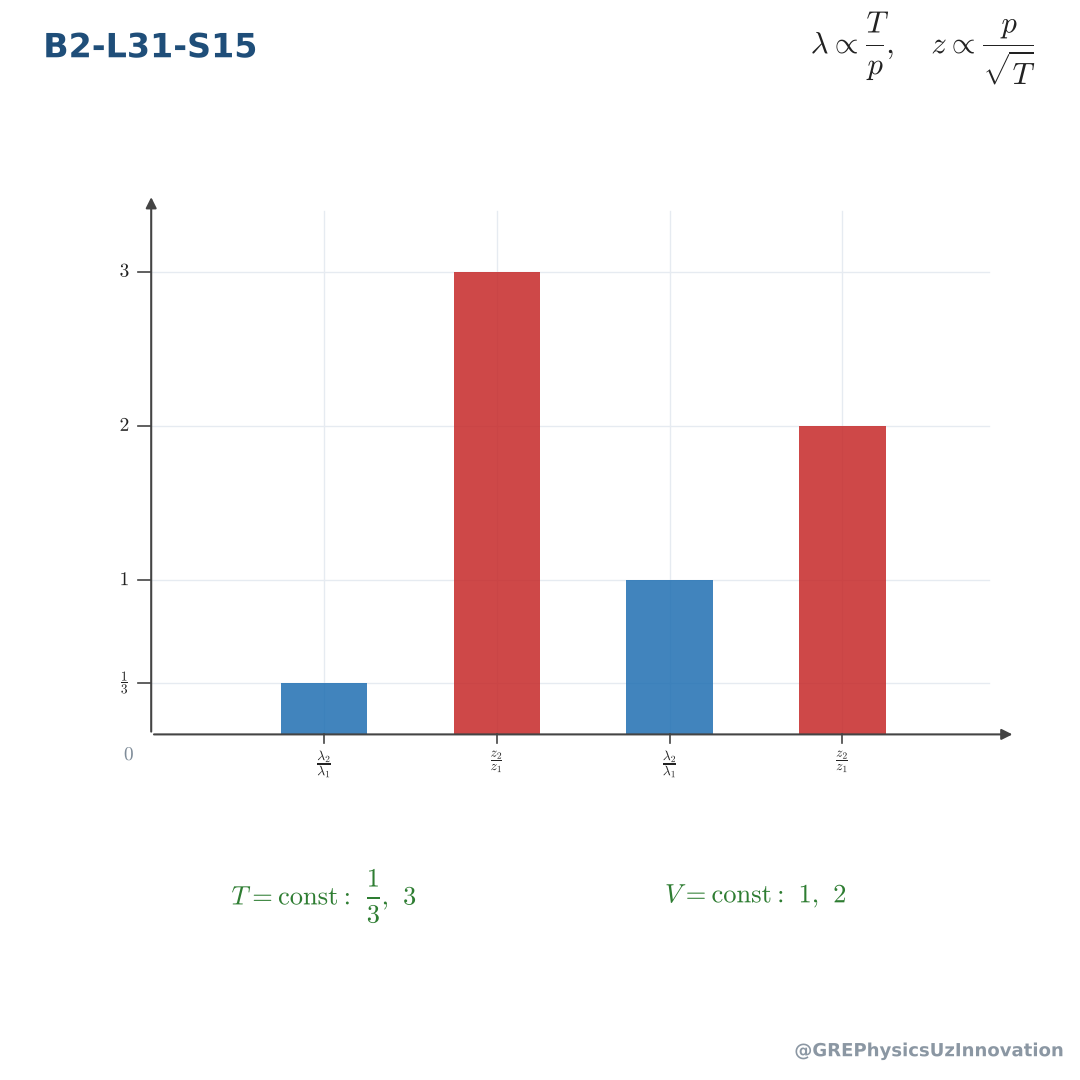 B2-L31-S15
λ ∝ T/p, z ∝ p/√T
3
2
1
1/3
0
λ₂/λ₁ z₂/z₁ λ₂/λ₁ z₂/z₁
T = const : 1/3, 3
V = const : 1, 2
@GREPhysicsUzInnovation